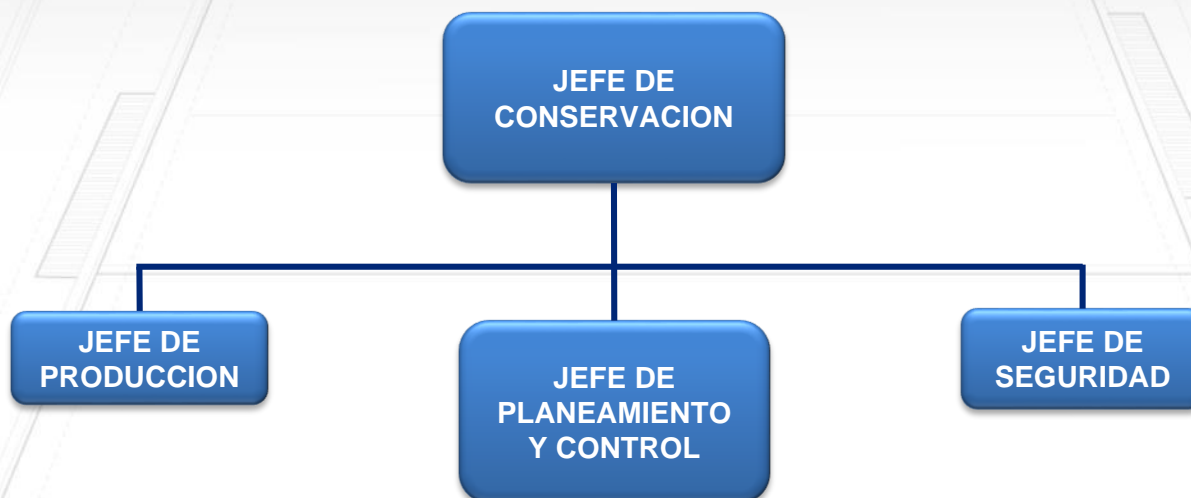 JEFE DE
CONSERVACION
JEFE DE
PRODUCCION
JEFE DE
PLANEAMIENTO
Y CONTROL
JEFE DE
SEGURIDAD